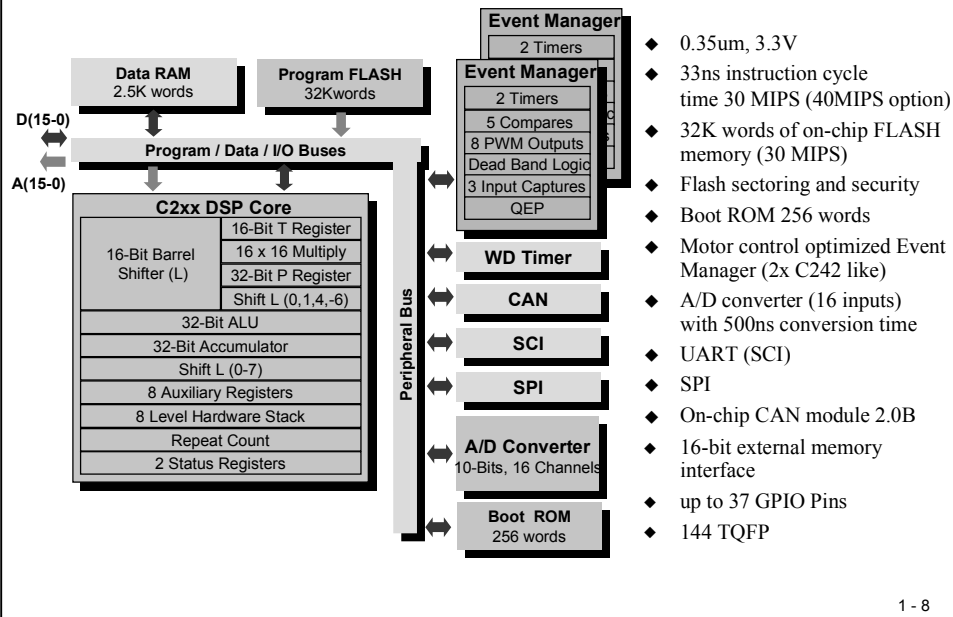 Event Manager
2 Timers
Event Manager
2 Timers
5 Compares
8 PWM Outputs
Dead Band Logic
3 Input Captures
QEP
Data RAM
2.5K words
Program FLASH
32Kwords
D(15-0)
A(15-0)
Program / Data / I/O Buses
C2xx DSP Core
16-Bit Barrel
Shifter (L)
16-Bit T Register
16 x 16 Multiply
32-Bit P Register
Shift L (0,1,4,-6)
32-Bit ALU
32-Bit Accumulator
Shift L (0-7)
8 Auxiliary Registers
8 Level Hardware Stack
Repeat Count
2 Status Registers
Peripheral Bus
WD Timer
CAN
SCI
SPI
A/D Converter
10-Bits, 16 Channels
Boot ROM
256 words
◆ 0.35um, 3.3V
◆ 33ns instruction cycle
time 30 MIPS (40MIPS option)
◆ 32K words of on-chip FLASH
memory (30 MIPS)
◆ Flash sectoring and security
◆ Boot ROM 256 words
◆ Motor control optimized Event
Manager (2x C242 like)
◆ A/D converter (16 inputs)
with 500ns conversion time
◆ UART (SCI)
◆ SPI
◆ On-chip CAN module 2.0B
◆ 16-bit external memory
interface
◆ up to 37 GPIO Pins
◆ 144 TQFP
1 - 8